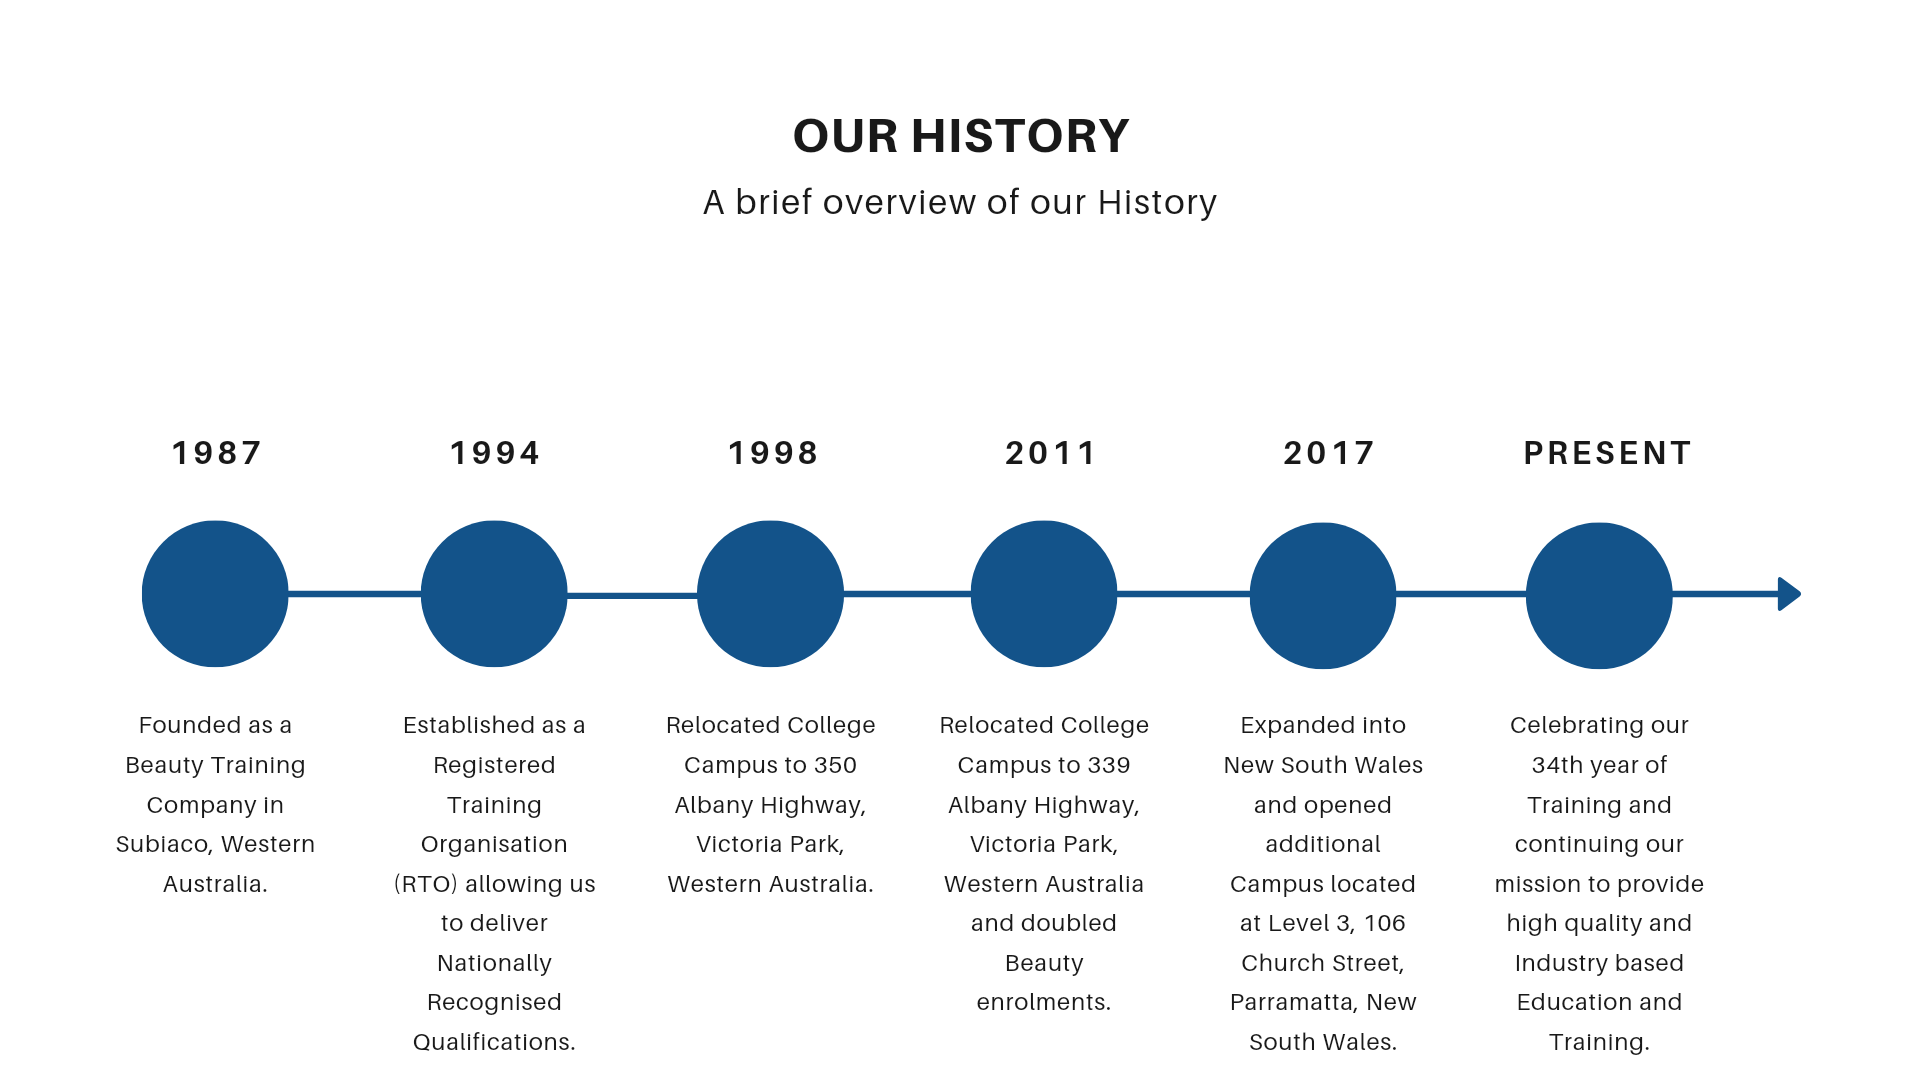 OUR HISTORY
A brief overview of our History
1987
Founded as a
Beauty Training
Company in
Subiaco, Western
Australia.
1994
Established as a
Registered
Training
Organisation
(RTO) allowing us
to deliver
Nationally
Recognised
Qualifications.
1998
Relocated College
Campus to 350
Albany Highway,
Victoria Park,
Western Australia.
2011
Relocated College
Campus to 339
Albany Highway,
Victoria Park,
Western Australia
and doubled
Beauty
enrolments.
2017
Expanded into
New South Wales
and opened
additional
Campus located
at Level 3, 106
Church Street,
Parramatta, New
South Wales.
PRESENT
Celebrating our
34th year of
Training and
continuing our
mission to provide
high quality and
Industry based
Education and
Training.